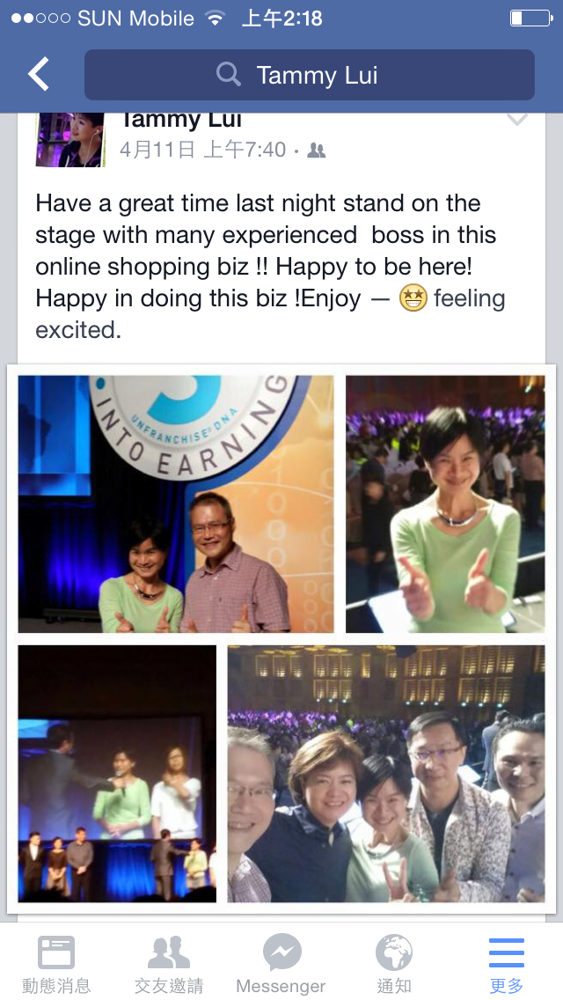 SUN Mobile 上午2:18
Tammy Lui
Tammy Lui
4月11日 上午7:40 ·
Have a great time last night stand on the
stage with many experienced  boss in this
online shopping biz !! Happy to be here!
Happy in doing this biz !Enjoy — feeling
excited.
UNFRANCHISE® DNA
INTO EARNING
動態消息 交友邀請 Messenger 通知 更多